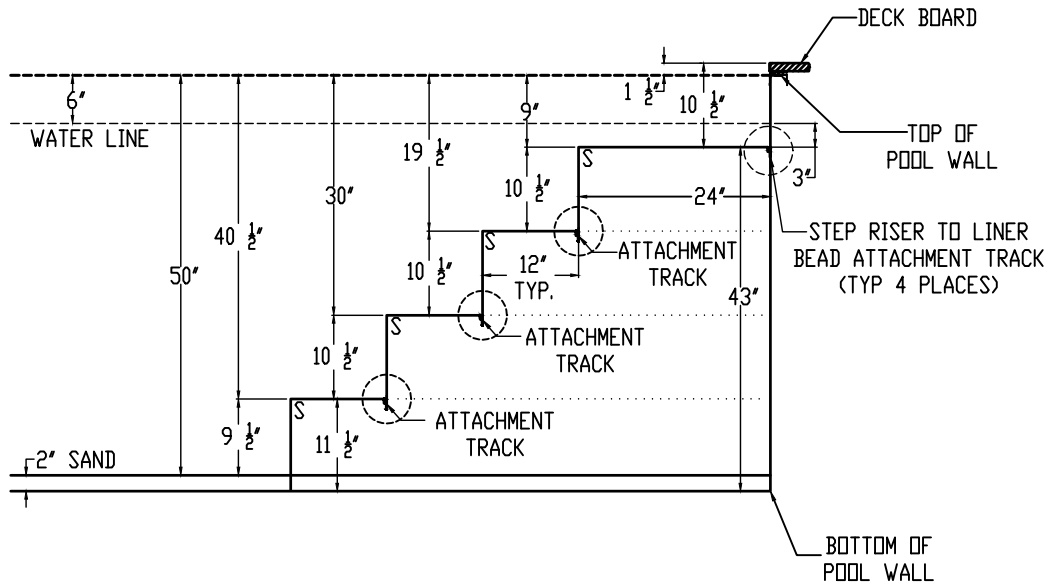 DECK BOARD
6"
1 1/2"
10 1/2"
9"
WATER LINE
TOP OF
POOL WALL
19 1/2"
S
3"
10 1/2"
30"
24"
40 1/2"
S
STEP RISER TO LINER
BEAD ATTACHMENT TRACK
(TYP 4 PLACES)
ATTACHMENT
TRACK
50"
10 1/2"
12"
TYP.
43"
S
ATTACHMENT
TRACK
10 1/2"
S
ATTACHMENT
TRACK
9 1/2"
11 1/2"
2" SAND
BOTTOM OF
POOL WALL